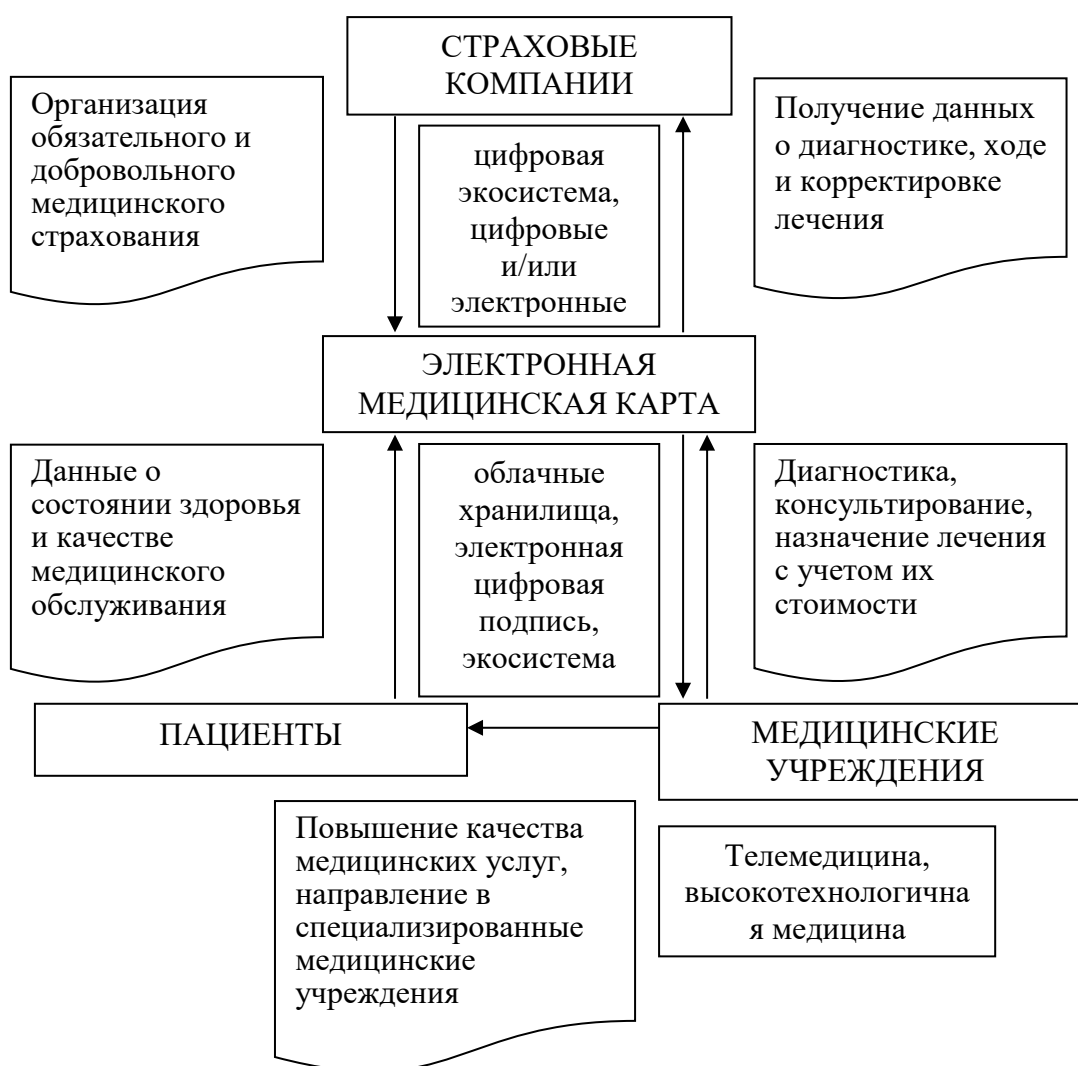 СТРАХОВЫЕ
КОМПАНИИ
Организация
обязательного и
добровольного
медицинского
страхования
цифровая
экосистема,
цифровые
и/или
электронные
Получение данных
о диагностике, ходе
и корректировке
лечения
ЭЛЕКТРОННАЯ
МЕДИЦИНСКАЯ КАРТА
Данные о
состоянии здоровья
и качестве
медицинского
обслуживания
облачные
хранилища,
электронная
цифровая
подпись,
экосистема
Диагностика,
консультирование,
назначение лечения
с учетом их
стоимости
ПАЦИЕНТЫ
МЕДИЦИНСКИЕ
УЧРЕЖДЕНИЯ
Повышение качества
медицинских услуг,
направление в
специализированные
медицинские
учреждения
Телемедицина,
высокотехнологична
я медицина